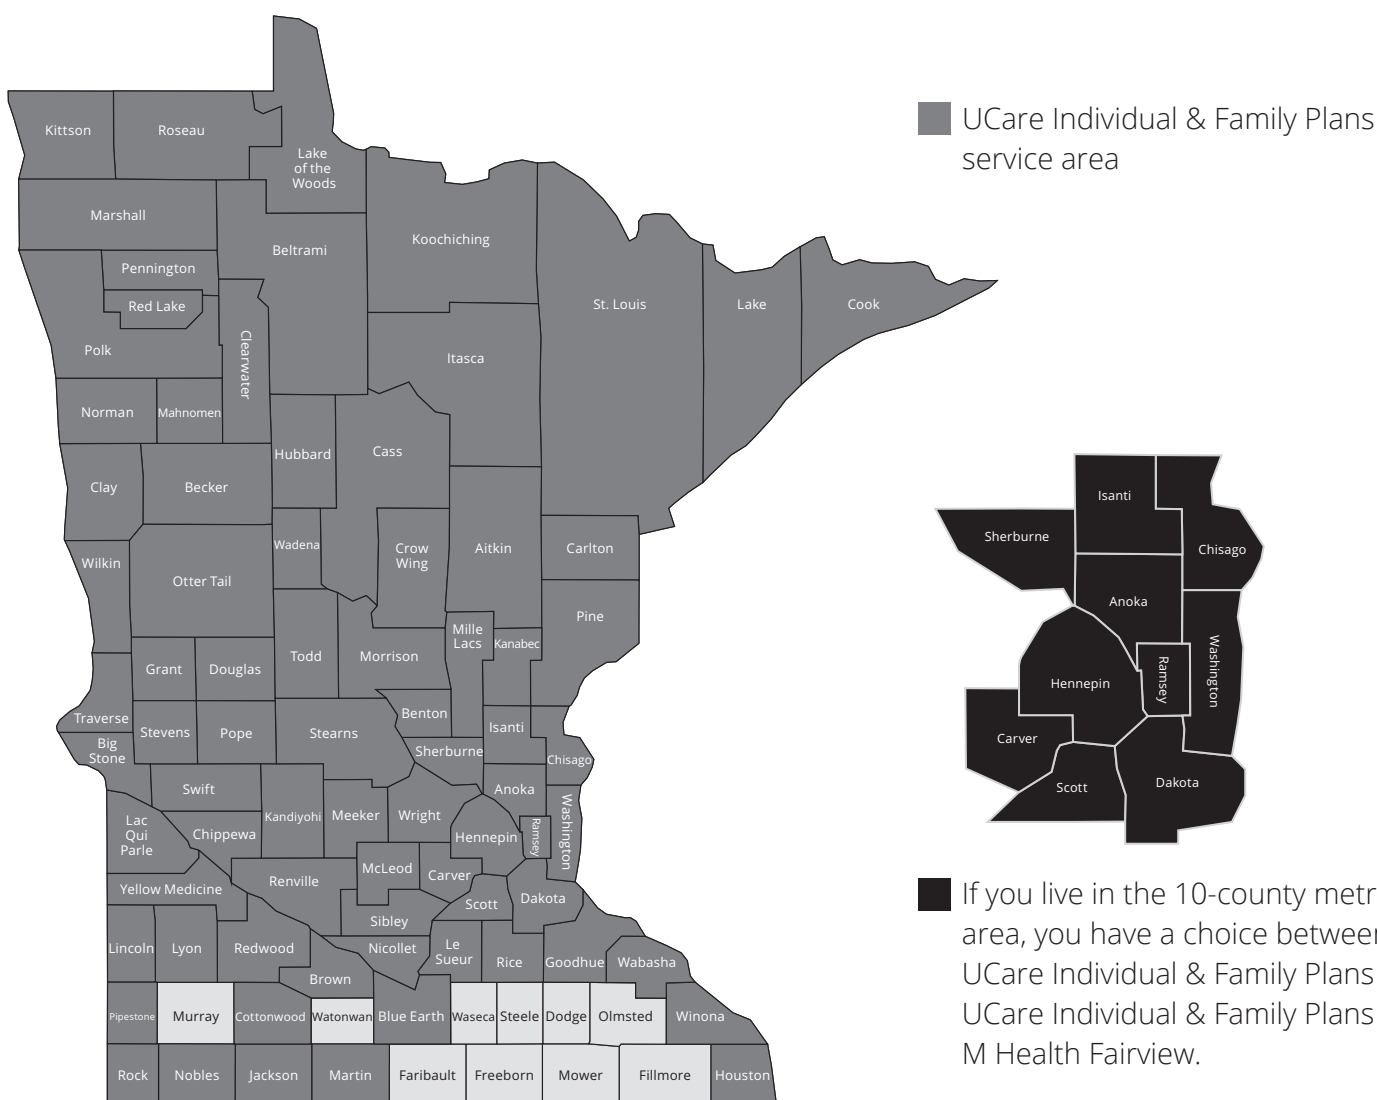 Kittson
Roseau
Lake
of the
Woods
Marshall
Koochiching
Beltrami
Pennington
Red Lake
St. Louis
Lake
Cook
Polk
Clearwater
Itasca
Norman
Mahnomen
Hubbard
Cass
Clay
Becker
Wadena
Crow
Wing
Aitkin
Carlton
Wilkin
Otter Tail
Pine
Mille
Lacs
Kanabec
Grant
Douglas
Todd
Morrison
Traverse
Stevens
Pope
Stearns
Benton
Isanti
Big
Stone
Sherburne
Chisago
Swift
Anoka
Kandiyohi
Meeker
Wright
Washington
Lac
Qui
Parle
Chippewa
Hennepin
Ramsey
McLeod
Carver
Renville
Yellow Medicine
Scott
Dakota
Sibley
Lincoln
Lyon
Redwood
Nicollet
Le
Sueur
Rice
Goodhue
Wabasha
Brown
Pipestone
Murray
Cottonwood
Watonwan
Blue Earth
Waseca
Steele
Dodge
Olmsted
Winona
Rock
Nobles
Jackson
Martin
Faribault
Freeborn
Mower
Fillmore
Houston
UCare Individual & Family Plans
service area
Isanti
Sherburne
Chisago
Anoka
Washington
Ramsey
Hennepin
Carver
Scott
Dakota
If you live in the 10-county metr
area, you have a choice between
UCare Individual & Family Plans
UCare Individual & Family Plans
M Health Fairview.